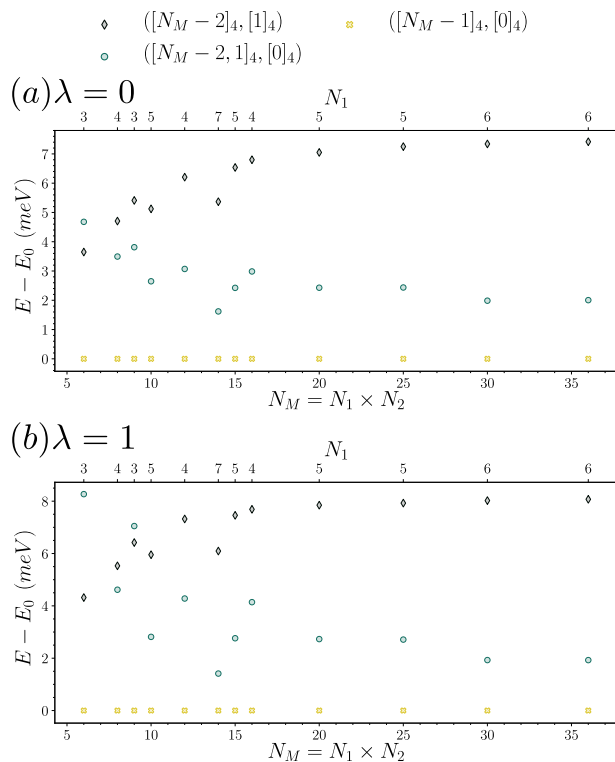 ([N_M − 2]_4, [1]_4) ([N_M − 1]_4, [0]_4)
([N_M − 2, 1]_4, [0]_4)
(a)λ = 0
N_1
3 4 3 5 4 7 5 4 5 5 6 6
7
6
5
4
3
2
1
0
E − E_0 (meV)
5 10 15 20 25 30 35
N_M = N_1 × N_2
(b)λ = 1
N_1
3 4 3 5 4 7 5 4 5 5 6 6
8
6
4
2
0
E − E_0 (meV)
5 10 15 20 25 30 35
N_M = N_1 × N_2